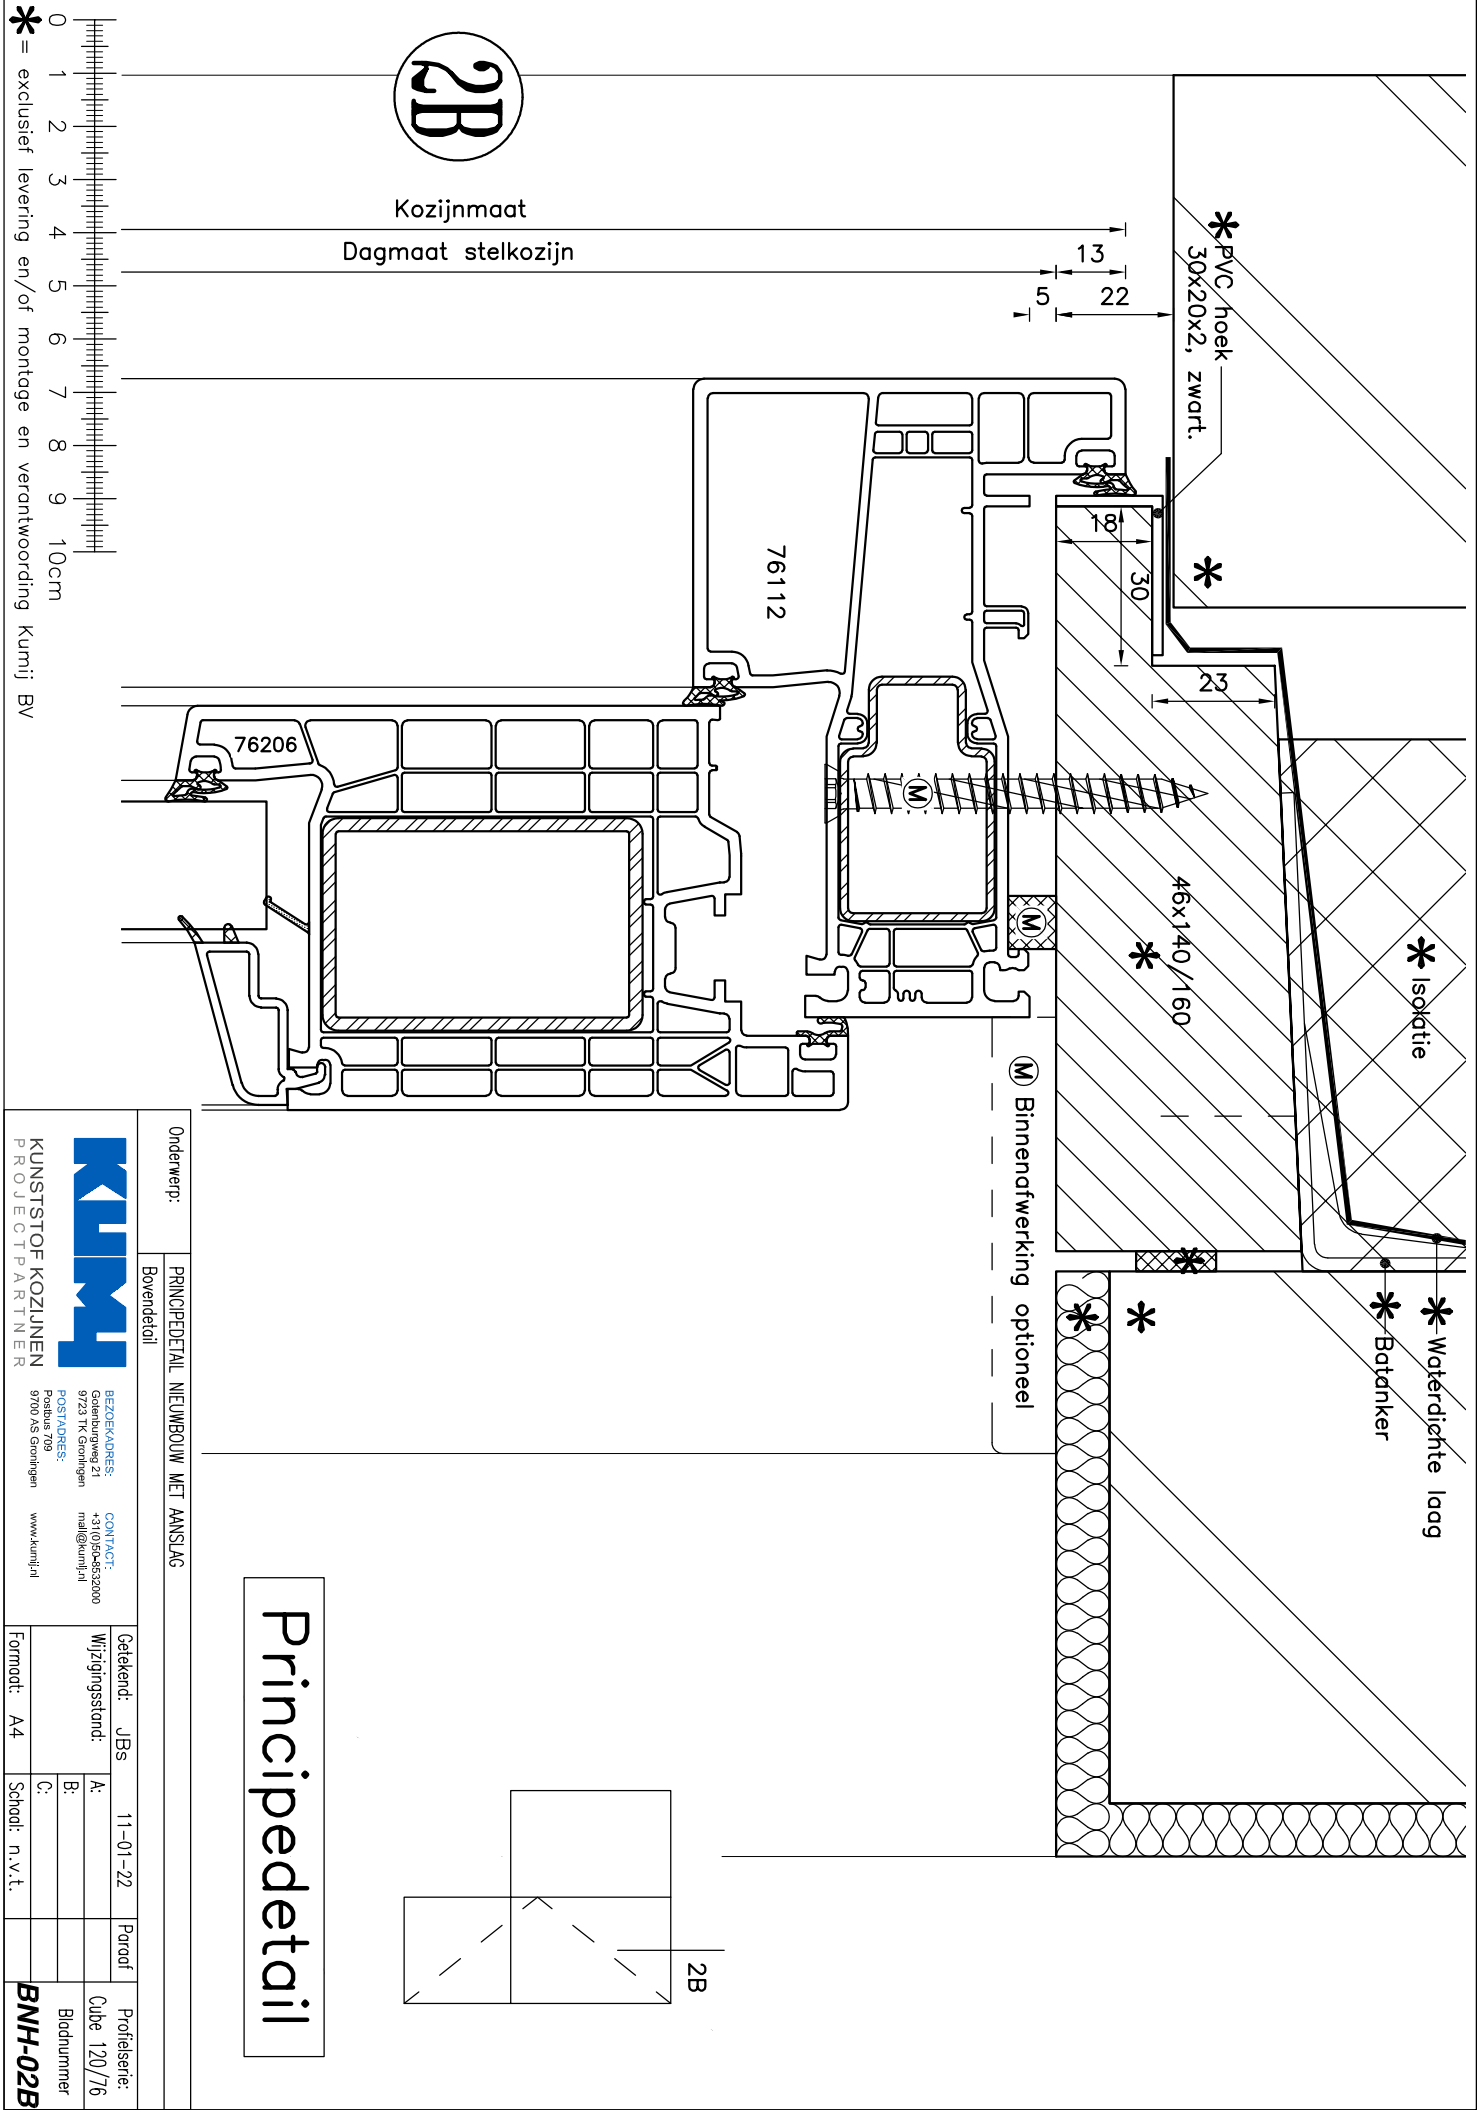 2B
Kozijnmaat
Dagmaat stelkozijn
13
5
22
* PVC hoek
30x20x2, zwart.
*
18
30
23
76112
76206
M
M
46x140/160
*
* Isolatie
M Binnenafwerking optioneel
*
*
*
* Waterdichte laag
* Batanker
0 1 2 3 4 5 6 7 8 9 10cm
* = exclusief levering en/of montage en verantwoording Kumij BV
Principedetail
2B
Onderwerp:
PRINCIPEDETAIL NIEUWBOUW MET AANSLAG
Bovendetail
KUMIJ
KUNSTSTOF KOZIJNEN
PROJECTPARTNER
BEZOEKADRES:
Gotenburgweg 21
9723 TK Groningen
POSTADRES:
Postbus 709
9700 AS Groningen
CONTACT:
+31(0)50-8532000
mail@kumij.nl
www.kumij.nl
Getekend: JBs 11-01-22 Paraaf
Wijzigingsstand: A:
B:
C:
Formaat: A4 Schaal: n.v.t.
Profielserie:
Cube 120/76
Bladnummer
BNH-02B